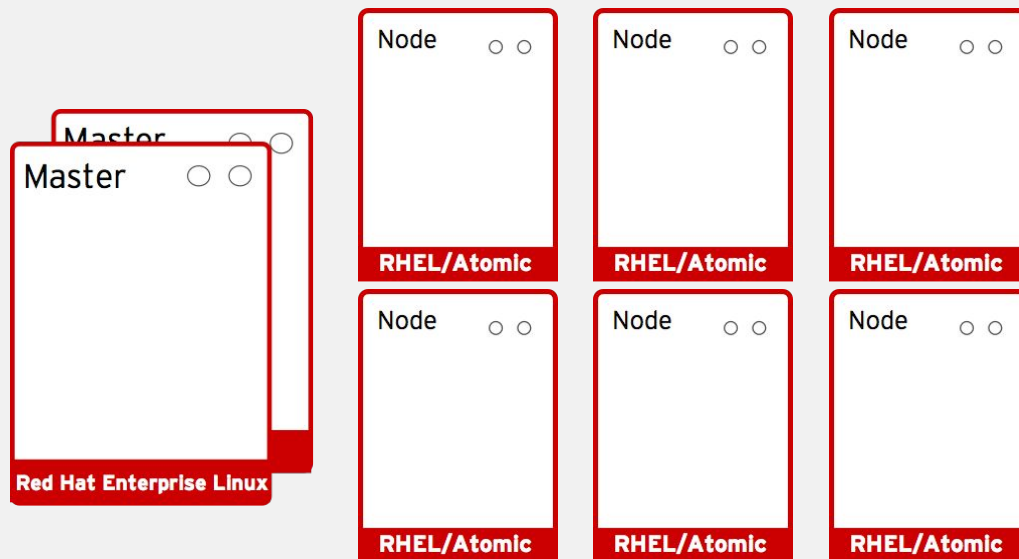 Master
Master
Red Hat Enterprise Linux
Node
Node
Node
RHEL/Atomic
RHEL/Atomic
RHEL/Atomic
Node
Node
Node
RHEL/Atomic
RHEL/Atomic
RHEL/Atomic